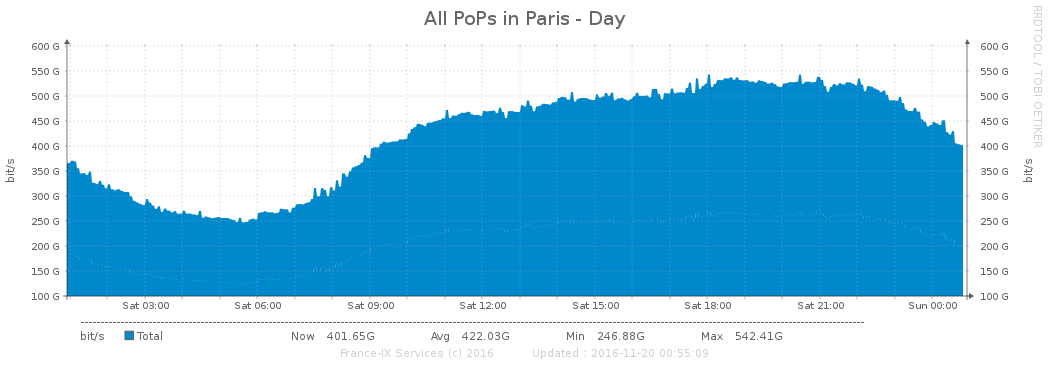 All PoPs in Paris - Day
RRDTOOL / TOBI OETIKER
bit/s
600 G 600 G
550 G 550 G
500 G 500 G
450 G 450 G
400 G 400 G
350 G 350 G
300 G 300 G
250 G 250 G
200 G 200 G
150 G 150 G
100 G 100 G
bit/s
Sat 03:00 Sat 06:00 Sat 09:00 Sat 12:00 Sat 15:00 Sat 18:00 Sat 21:00 Sun 00:00
bit/s Total Now 401.65G Avg 422.03G Min 246.88G Max 542.41G
France-IX Services (c) 2016 Updated : 2016-11-20 00:55:09